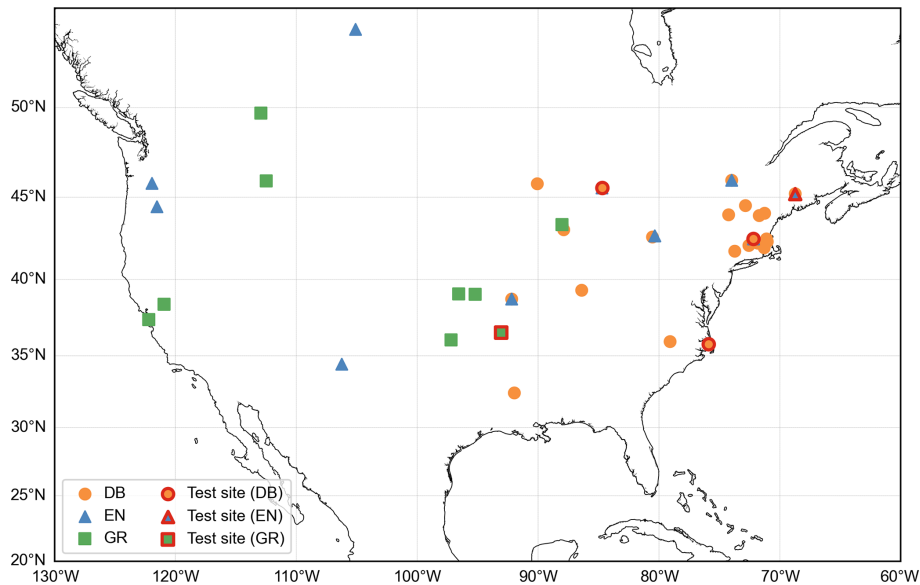 50°N
45°N
40°N
35°N
30°N
25°N
20°N
DB Test site (DB)
EN Test site (EN)
GR Test site (GR)
130°W 120°W 110°W 100°W 90°W 80°W 70°W 60°W